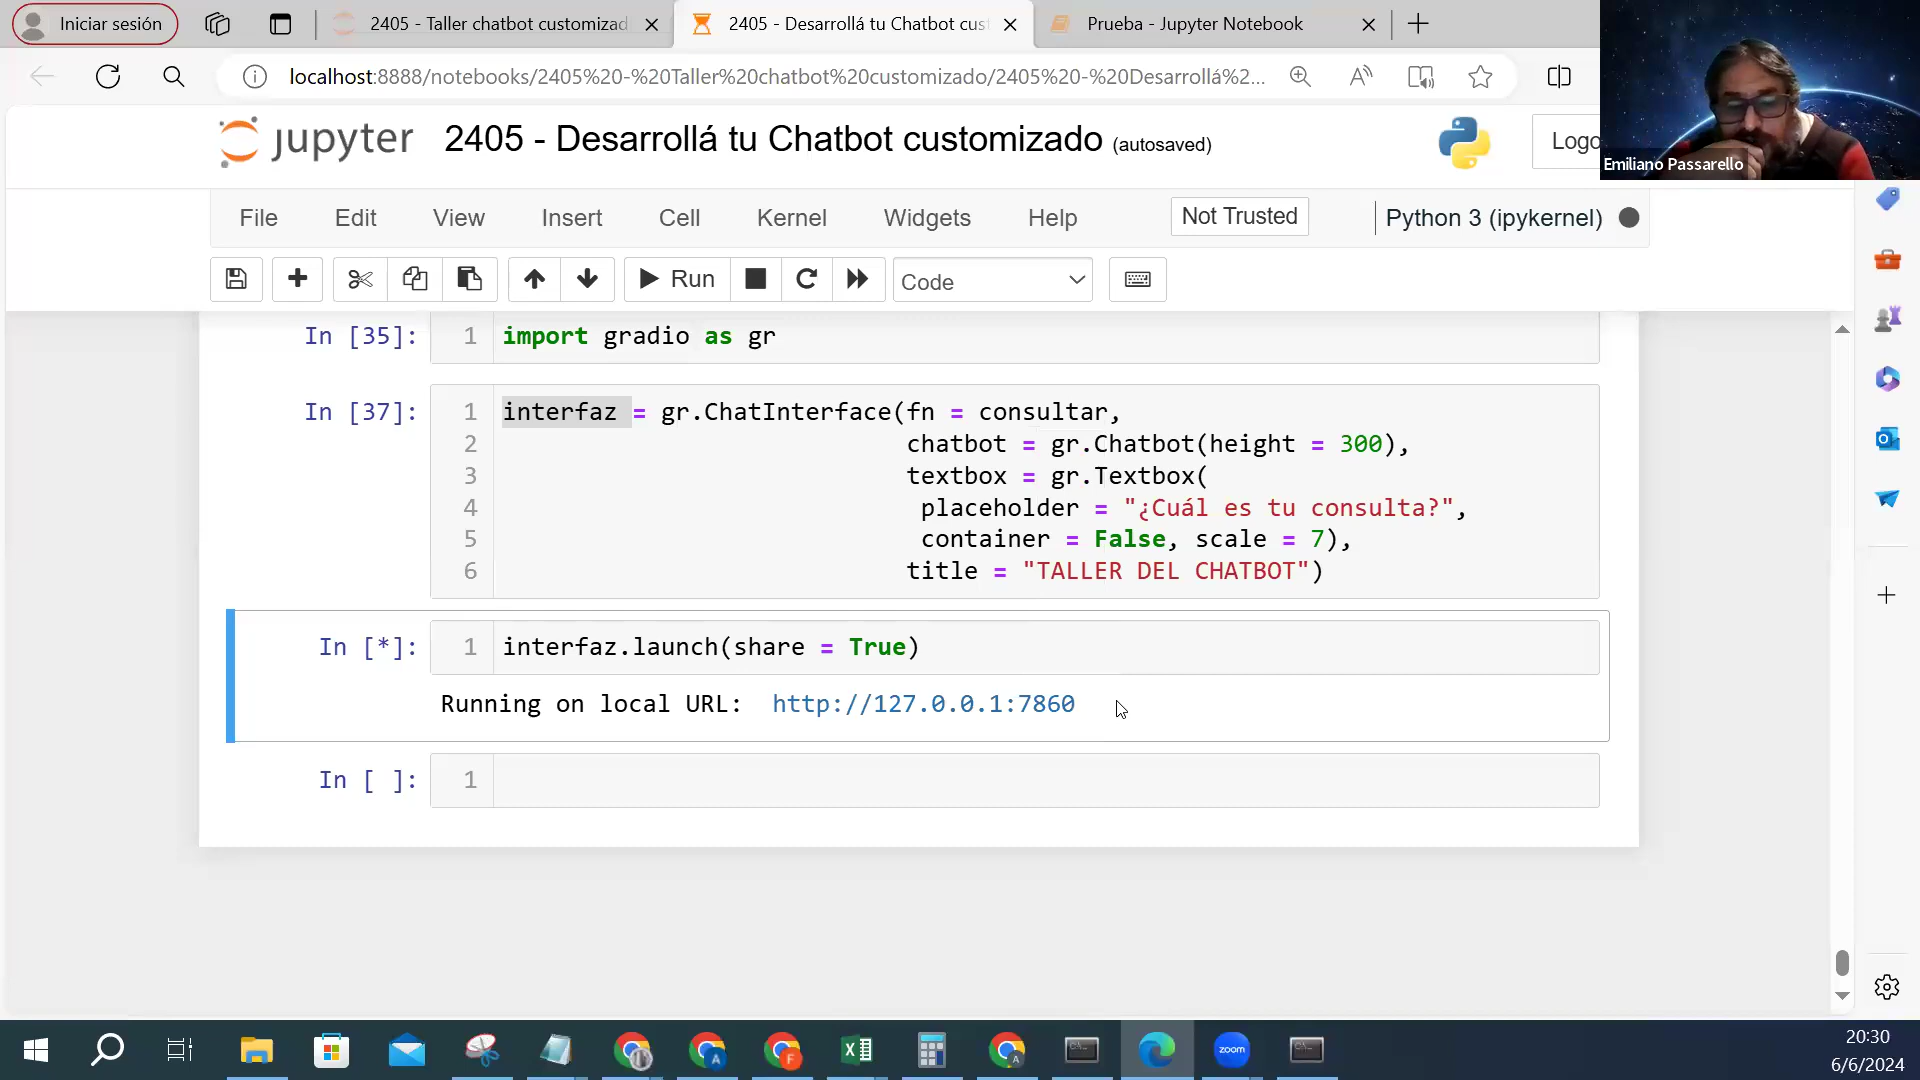 Iniciar sesión
2405 - Taller chatbot customizad
2405 - Desarrollá tu Chatbot cust
Prueba - Jupyter Notebook
localhost:8888/notebooks/2405%20-%20Taller%20chatbot%20customizado/2405%20-%20Desarrollá%2...
Emiliano Passarello
jupyter
2405 - Desarrollá tu Chatbot customizado (autosaved)
Logo
File Edit View Insert Cell Kernel Widgets Help
Not Trusted
Python 3 (ipykernel)
Run
Code
In [35]:
1 import gradio as gr
In [37]:
1 interfaz = gr.ChatInterface(fn = consultar,
2 chatbot = gr.Chatbot(height = 300),
3 textbox = gr.Textbox(
4 placeholder = "¿Cuál es tu consulta?",
5 container = False, scale = 7),
6 title = "TALLER DEL CHATBOT")
In [*]:
1 interfaz.launch(share = True)
Running on local URL: http://127.0.0.1:7860
In [ ]:
1
zoom
20:30
6/6/2024